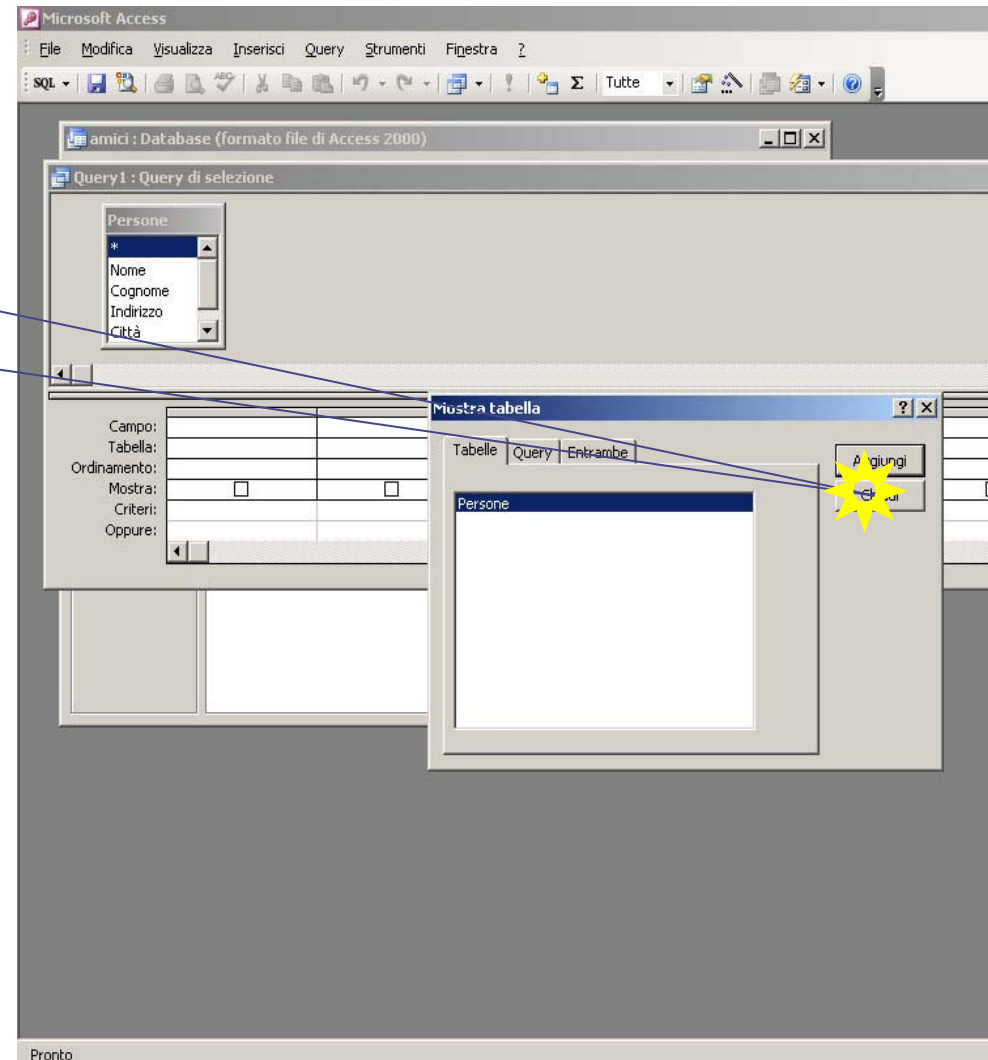 Microsoft Access
File Modifica Visualizza Inserisci Query Strumenti Finestra ?
SQL Tutte
amici : Database (formato file di Access 2000)
Query1 : Query di selezione
Persone
*
Nome
Cognome
Indirizzo
Città
Campo:
Tabella:
Ordinamento:
Mostra:
Criteri:
Oppure:
Mostra tabella
Tabelle Query Entrambe
Persone
Aggiungi
Pronto